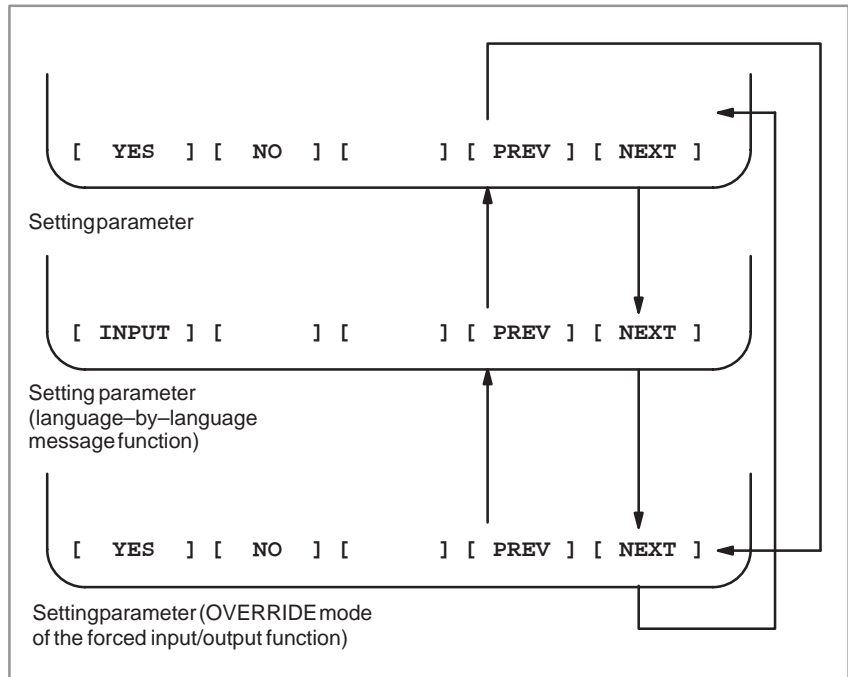 [ YES ] [ NO ] [ ] [ PREV ] [ NEXT ]
Settingparameter
[ INPUT ] [ ] [ ] [ PREV ] [ NEXT ]
Setting parameter
(language–by–language
message function)
[ YES ] [ NO ] [ ] [ PREV ] [ NEXT ]
Settingparameter (OVERRIDE mode
of the forced input/output function)